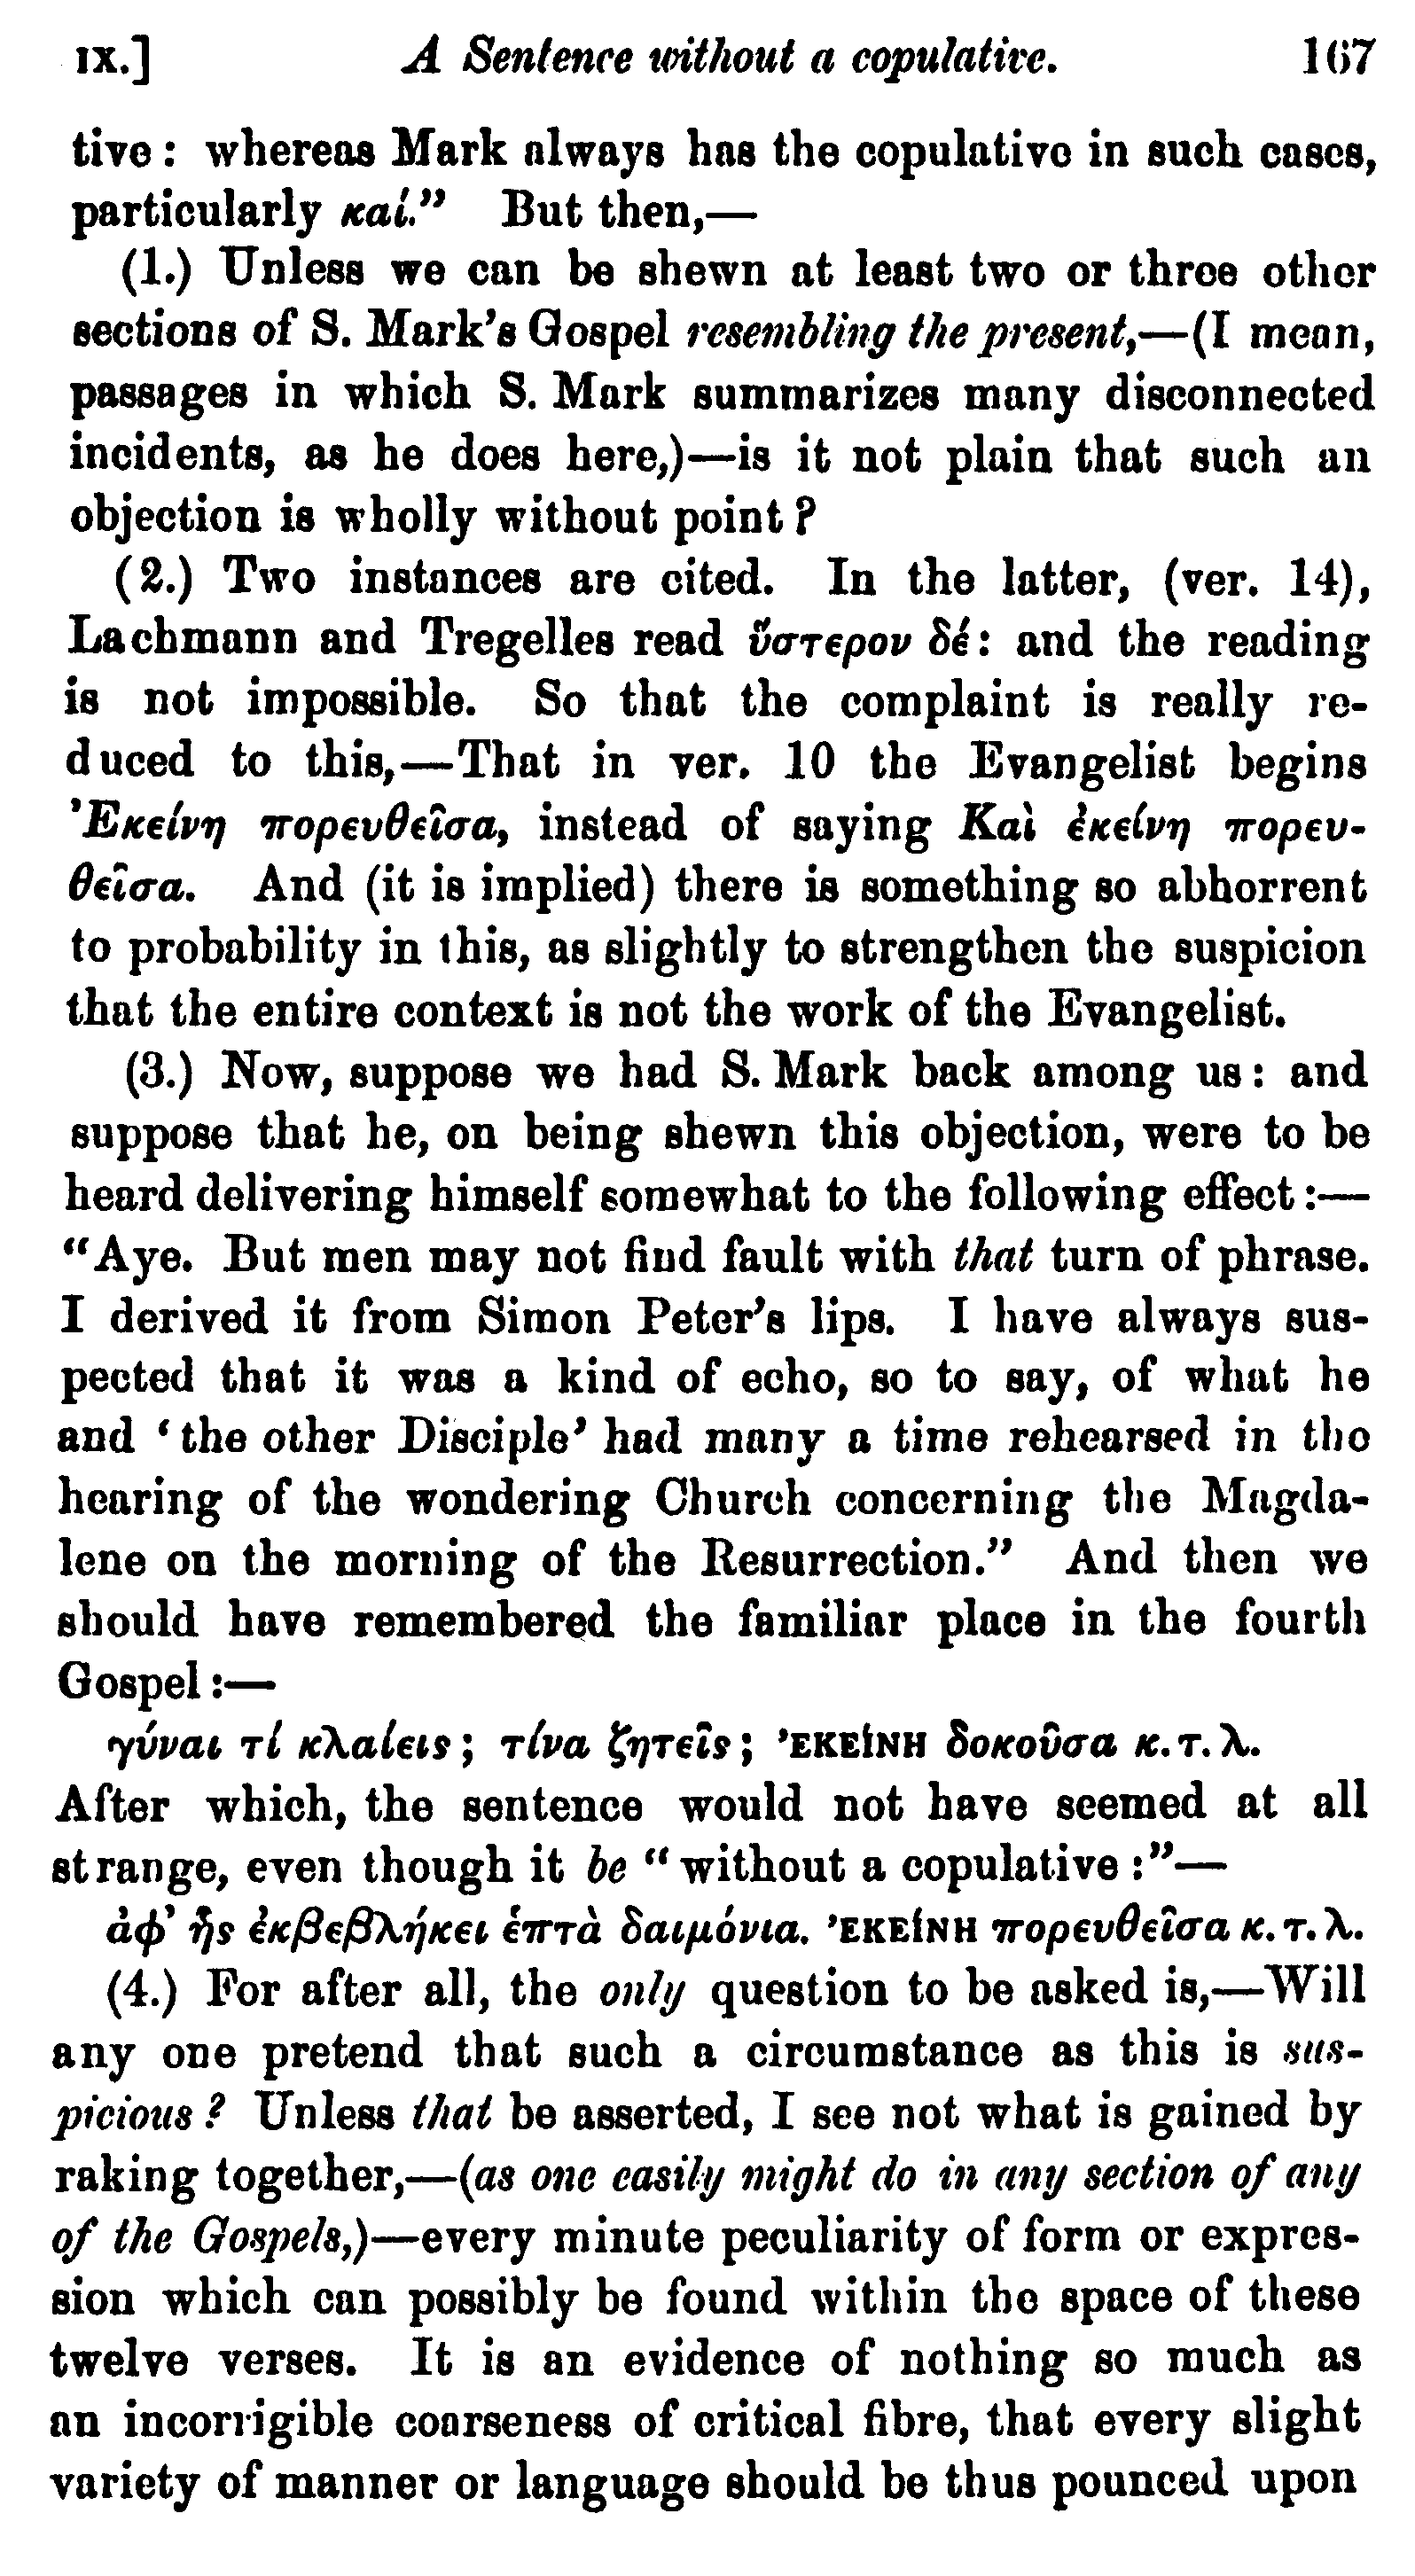 IX.] A Sentence without a copulative. 167
tive: whereas Mark always has the copulative in such cases,
particularly καί." But then,—
(1.) Unless we can be shewn at least two or three other
sections of S. Mark's Gospel resembling the present,—(I mean,
passages in which S. Mark summarizes many disconnected
incidents, as he does here,)—is it not plain that such an
objection is wholly without point?
(2.) Two instances are cited. In the latter, (ver. 14),
Lachmann and Tregelles read ὕστερον δέ: and the reading
is not impossible. So that the complaint is really re-
duced to this,—That in ver. 10 the Evangelist begins
Ἐκείνη πορευθεῖσα, instead of saying Καὶ ἐκείνη πορευ-
θεῖσα. And (it is implied) there is something so abhorrent
to probability in this, as slightly to strengthen the suspicion
that the entire context is not the work of the Evangelist.
(3.) Now, suppose we had S. Mark back among us: and
suppose that he, on being shewn this objection, were to be
heard delivering himself somewhat to the following effect:—
"Aye. But men may not find fault with that turn of phrase.
I derived it from Simon Peter's lips. I have always sus-
pected that it was a kind of echo, so to say, of what he
and 'the other Disciple' had many a time rehearsed in the
hearing of the wondering Church concerning the Magda-
lene on the morning of the Resurrection." And then we
should have remembered the familiar place in the fourth
Gospel:—
γύναι τί κλαίεις; τίνα ζητεῖς; ἘΚΕΊΝΗ δοκοῦσα κ.τ.λ.
After which, the sentence would not have seemed at all
strange, even though it be "without a copulative:"—
ἀφ' ἧς ἐκβεβλήκει ἑπτὰ δαιμόνια. ἘΚΕΊΝΗ πορευθεῖσα κ.τ.λ.
(4.) For after all, the only question to be asked is,—Will
any one pretend that such a circumstance as this is sus-
picious? Unless that be asserted, I see not what is gained by
raking together,—(as one easily might do in any section of any
of the Gospels,)—every minute peculiarity of form or expres-
sion which can possibly be found within the space of these
twelve verses. It is an evidence of nothing so much as
an incorrigible coarseness of critical fibre, that every slight
variety of manner or language should be thus pounced upon